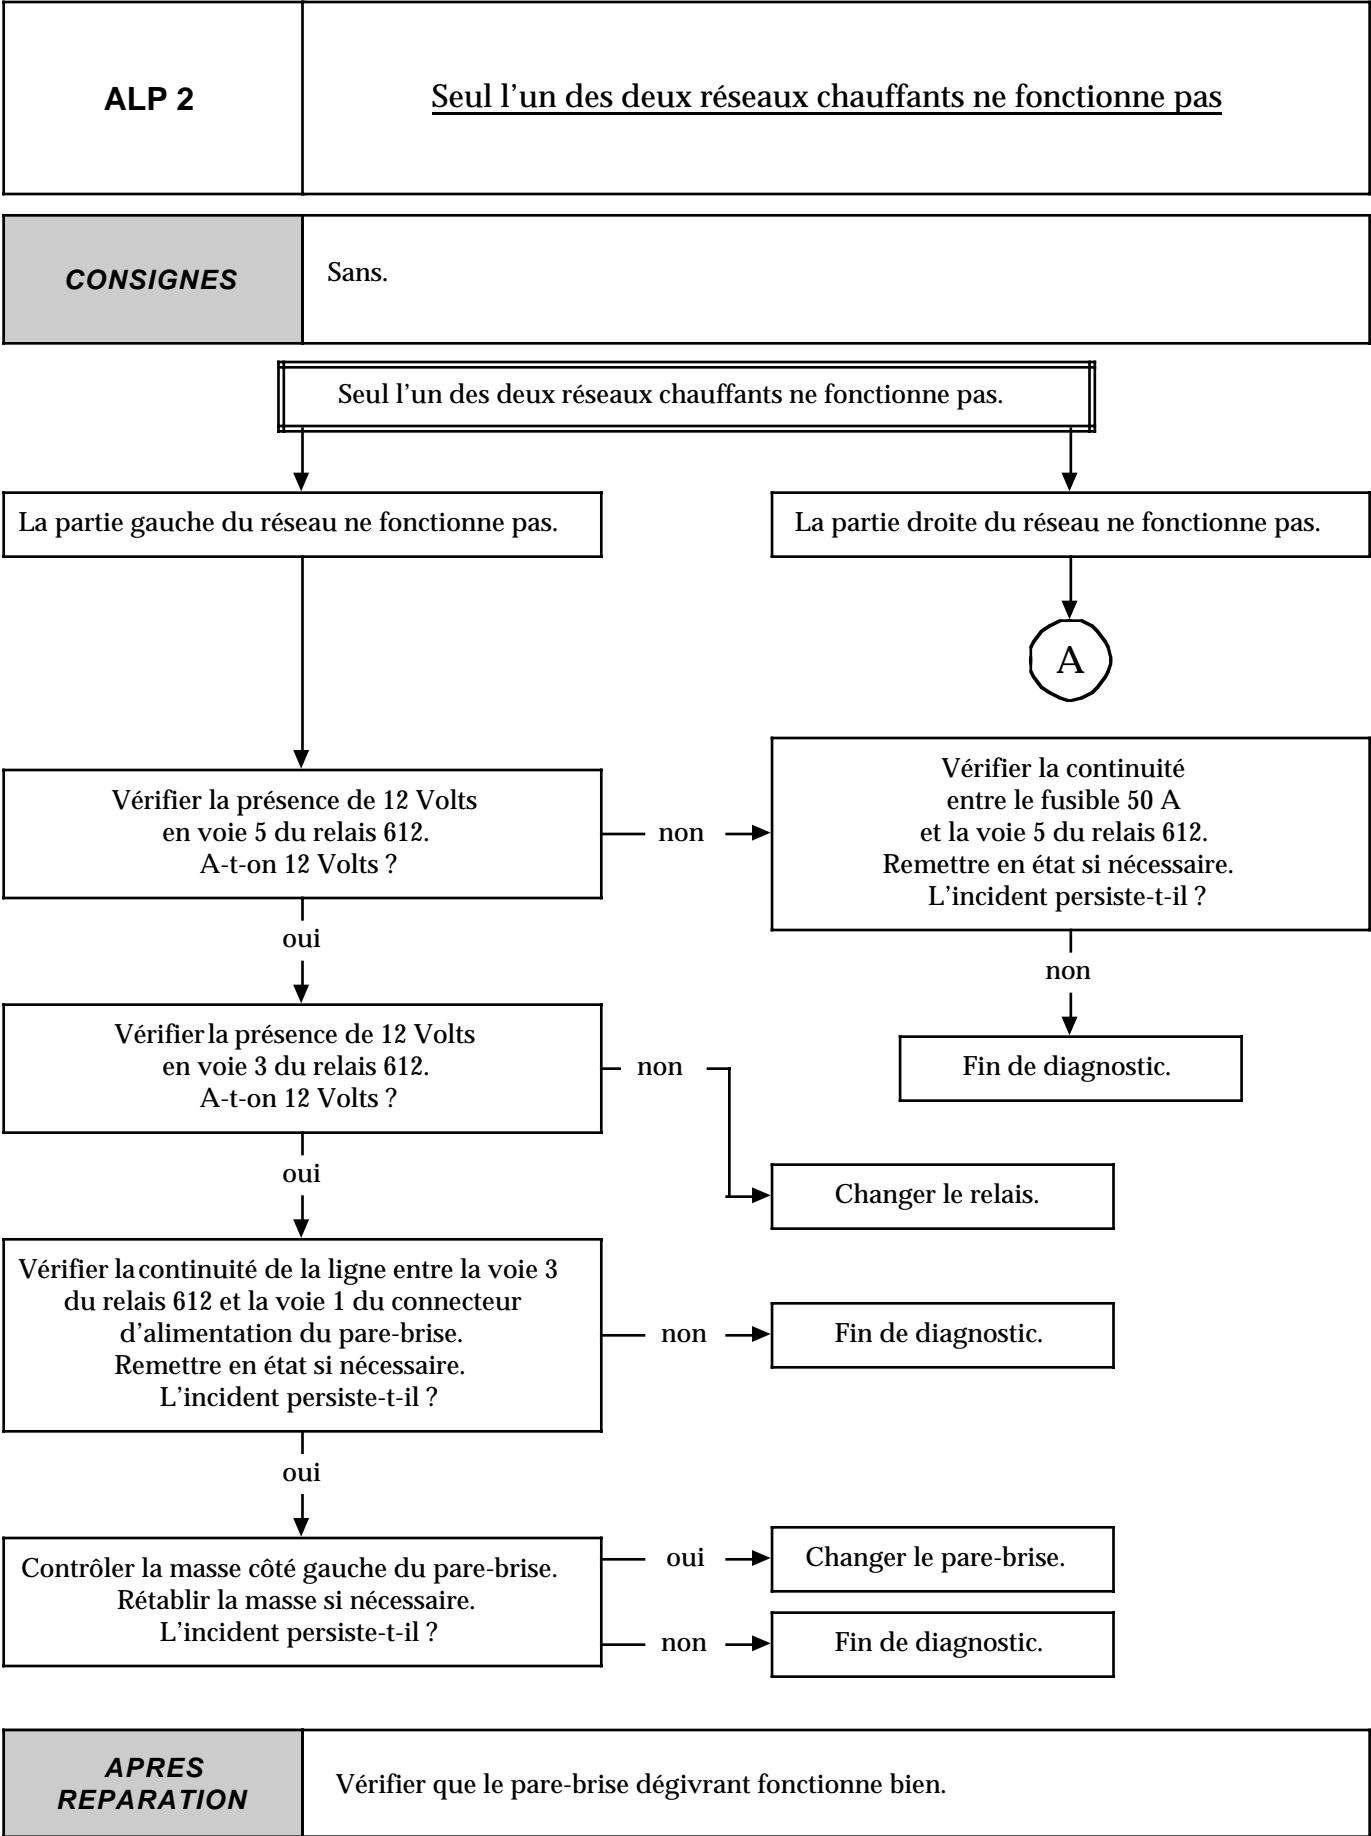 ALP 2
Seul l'un des deux réseaux chauffants ne fonctionne pas
CONSIGNES
Sans.
Seul l'un des deux réseaux chauffants ne fonctionne pas.
La partie gauche du réseau ne fonctionne pas.
La partie droite du réseau ne fonctionne pas.
A
Vérifier la présence de 12 Volts
en voie 5 du relais 612.
A-t-on 12 Volts ?
non
Vérifier la continuité
entre le fusible 50 A
et la voie 5 du relais 612.
Remettre en état si nécessaire.
L'incident persiste-t-il ?
oui
non
Vérifier la présence de 12 Volts
en voie 3 du relais 612.
A-t-on 12 Volts ?
non
Fin de diagnostic.
oui
Changer le relais.
Vérifier la continuité de la ligne entre la voie 3
du relais 612 et la voie 1 du connecteur
d'alimentation du pare-brise.
Remettre en état si nécessaire.
L'incident persiste-t-il ?
non
Fin de diagnostic.
oui
Contrôler la masse côté gauche du pare-brise.
Rétablir la masse si nécessaire.
L'incident persiste-t-il ?
oui
Changer le pare-brise.
non
Fin de diagnostic.
APRES
REPARATION
Vérifier que le pare-brise dégivrant fonctionne bien.